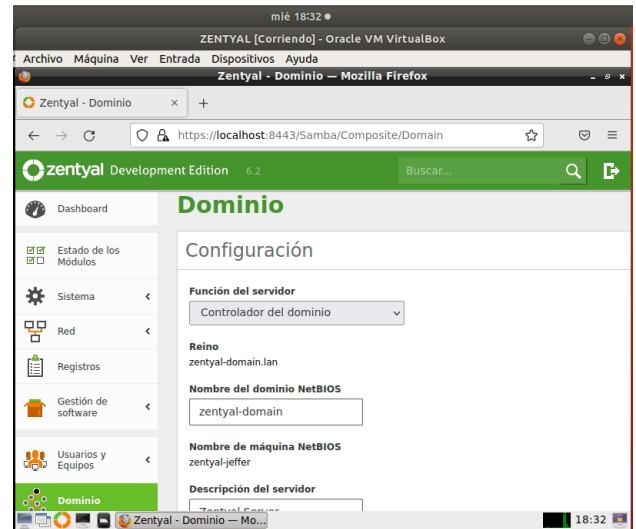 mié 18:32
ZENTYAL [Corriendo] - Oracle VM VirtualBox
Archivo Máquina Ver Entrada Dispositivos Ayuda
Zentyal - Dominio — Mozilla Firefox
Zentyal - Dominio
https://localhost:8443/Samba/Composite/Domain
zentyal Development Edition 6.2 Buscar...
Dashboard
Estado de los
Módulos
Sistema
Red
Registros
Gestión de
software
Usuarios y
Equipos
Dominio
Dominio
Configuración
Función del servidor
Controlador del dominio
Reino
zentyal-domain.lan
Nombre del dominio NetBIOS
zentyal-domain
Nombre de máquina NetBIOS
zentyal-jeffer
Descripción del servidor
Zentyal Server
Zentyal - Dominio — Mo...
18:32